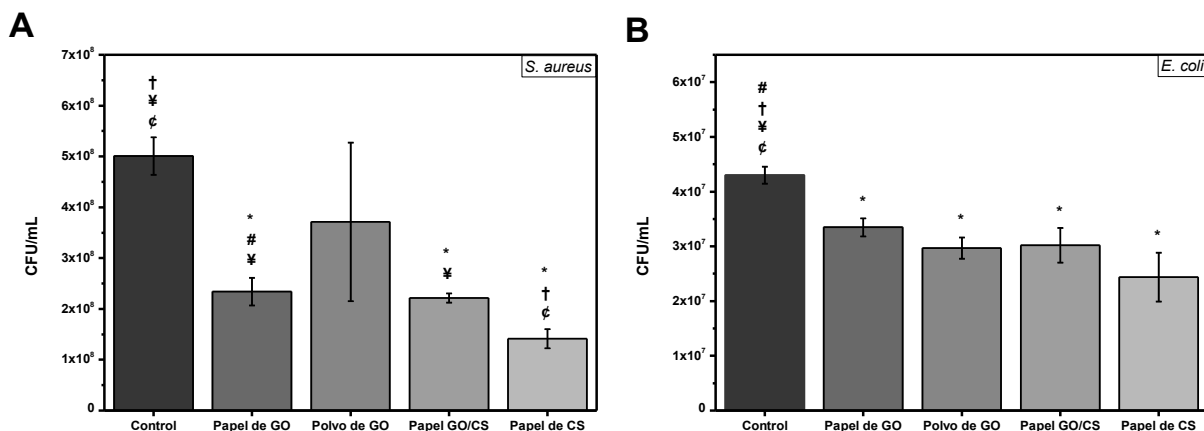 A
S. aureus
CFU/mL
7x10⁸
6x10⁸
5x10⁸
4x10⁸
3x10⁸
2x10⁸
1x10⁸
0
†
¥
¢
*
#
¥
*
¥
*
†
¢
Control
Papel de GO
Polvo de GO
Papel GO/CS
Papel de CS
B
E. coli
CFU/mL
6x10⁷
5x10⁷
4x10⁷
3x10⁷
2x10⁷
1x10⁷
0
#
†
¥
¢
*
*
*
*
Control
Papel de GO
Polvo de GO
Papel GO/CS
Papel de CS